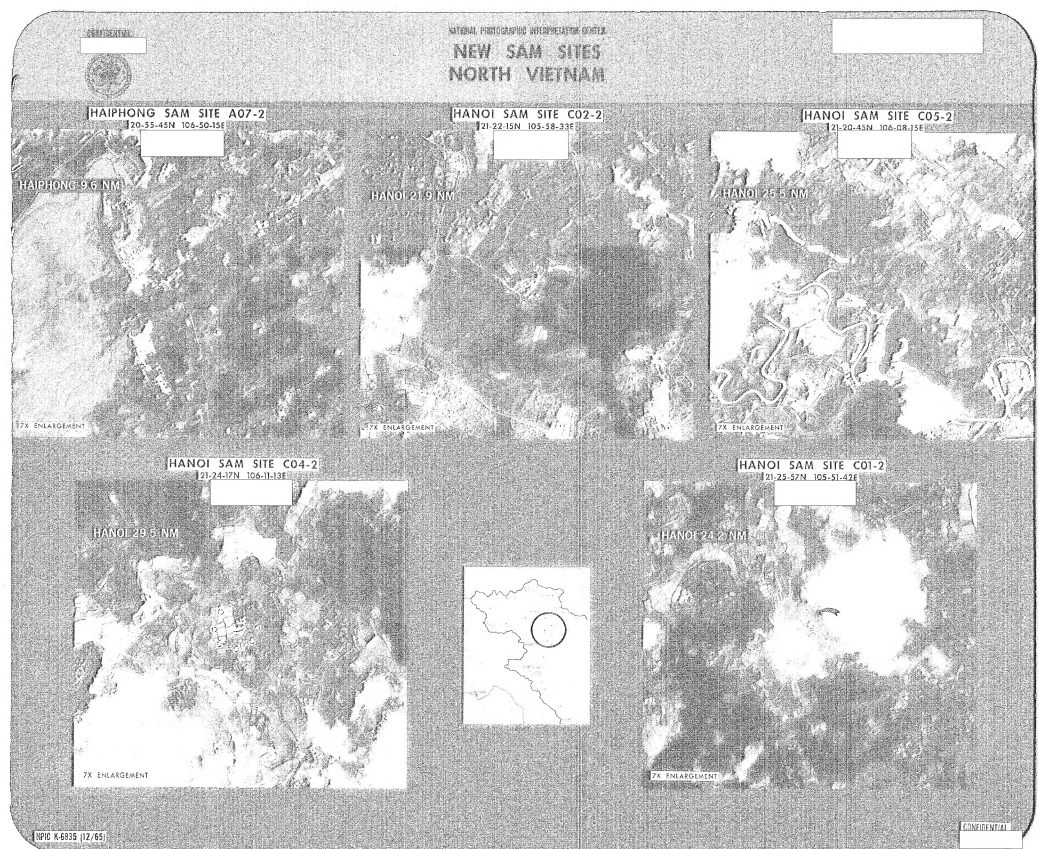 CONFIDENTIAL
NATIONAL PHOTOGRAPHIC INTERPRETATION CENTER
NEW SAM SITES
NORTH VIETNAM
HAIPHONG SAM SITE A07-2
20-55-45N 106-50-15E
HAIPHONG 9.6 NM
7X ENLARGEMENT
HANOI SAM SITE C02-2
21-22-15N 105-58-33E
HANOI 21.9 NM
7X ENLARGEMENT
HANOI SAM SITE C05-2
21-20-45N 106-08-15E
HANOI 25.5 NM
7X ENLARGEMENT
HANOI SAM SITE C04-2
21-24-17N 106-11-13E
HANOI 29.5 NM
7X ENLARGEMENT
HANOI SAM SITE C01-2
21-25-57N 105-51-42E
HANOI 24.2 NM
7X ENLARGEMENT
NPIC K-6835 (12/65)
CONFIDENTIAL